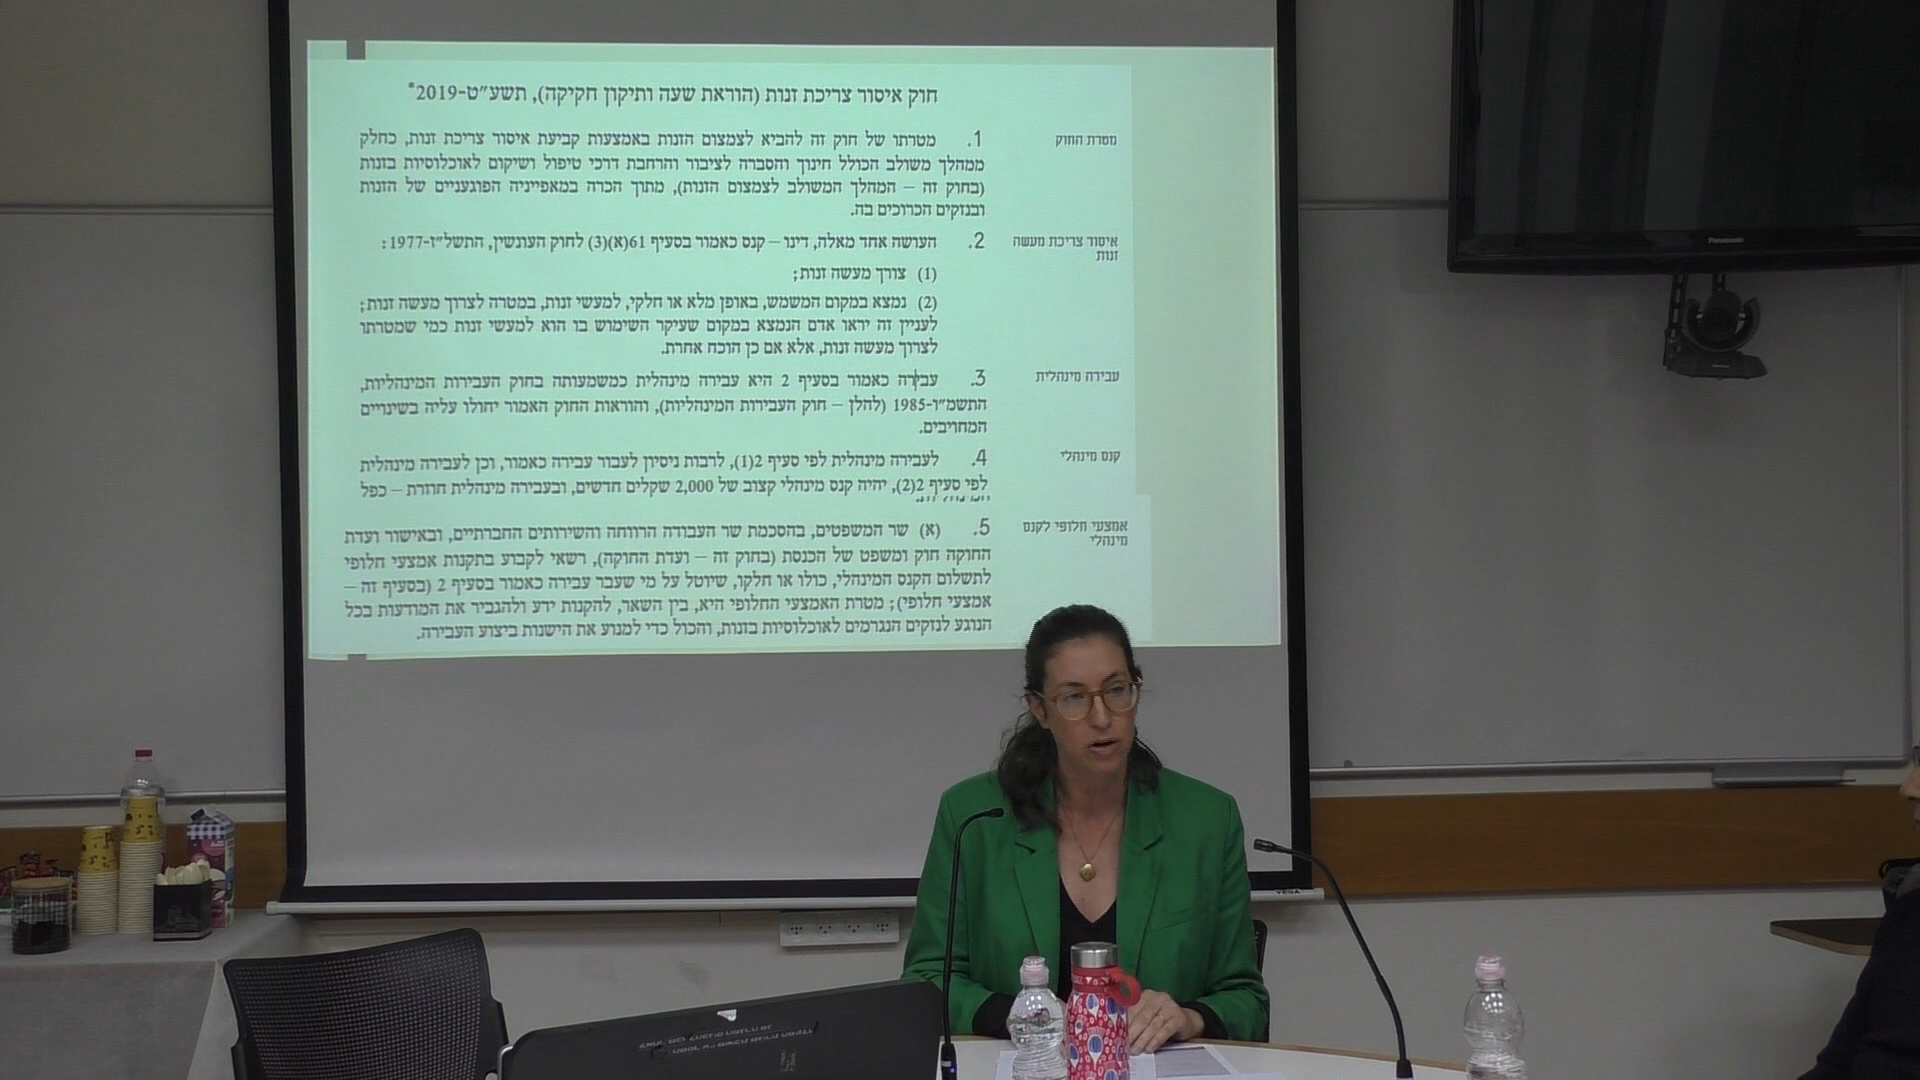 חוק איסור צריכת זנות (הוראת שעה ותיקון חקיקה), תשע"ט-2019*
מטרת החוק
1. מטרתו של חוק זה להביא לצמצום הזנות באמצעות קביעת איסור צריכת זנות, כחלק
ממהלך משולב הכולל חינוך והסברה לציבור והרחבת דרכי טיפול ושיקום לאוכלוסיות בזנות
(בחוק זה – המהלך המשולב לצמצום הזנות), מתוך הכרה במאפייניה הפוגעניים של הזנות
ובנזקים הכרוכים בה.
איסור צריכת מעשה
זנות
2. העושה אחד מאלה, דינו – קנס כאמור בסעיף 61(א)(3) לחוק העונשין, התשל"ז-1977:
(1) צורך מעשה זנות;
(2) נמצא במקום המשמש, באופן מלא או חלקי, למעשי זנות, במטרה לצרוך מעשה זנות;
לעניין זה יראו אדם הנמצא במקום שעיקר השימוש בו הוא למעשי זנות כמי שמטרתו
לצרוך מעשה זנות, אלא אם כן הוכח אחרת.
עבירה מינהלית
3. עבירה כאמור בסעיף 2 היא עבירה מינהלית כמשמעותה בחוק העבירות המינהליות,
התשמ"ו-1985 (להלן – חוק העבירות המינהליות), והוראות החוק האמור יחולו עליה בשינויים
המחויבים.
קנס מינהלי
4. לעבירה מינהלית לפי סעיף 2(1), לרבות ניסיון לעבור עבירה כאמור, וכן לעבירה מינהלית
לפי סעיף 2(2), יהיה קנס מינהלי קצוב של 2,000 שקלים חדשים, ובעבירה מינהלית חוזרת – כפל
אמצעי חלופי לקנס
מינהלי
5. (א) שר המשפטים, בהסכמת שר העבודה הרווחה והשירותים החברתיים, ובאישור ועדת
החוקה חוק ומשפט של הכנסת (בחוק זה – ועדת החוקה), רשאי לקבוע בתקנות אמצעי חלופי
לתשלום הקנס המינהלי, כולו או חלקו, שיוטל על מי שעבר עבירה כאמור בסעיף 2 (בסעיף זה –
אמצעי חלופי); מטרת האמצעי החלופי היא, בין השאר, להקנות ידע ולהגביר את המודעות בכל
הנוגע לנזקים הנגרמים לאוכלוסיות בזנות, והכול כדי למנוע את הישנות ביצוע העבירה.
Panasonic
VEGA